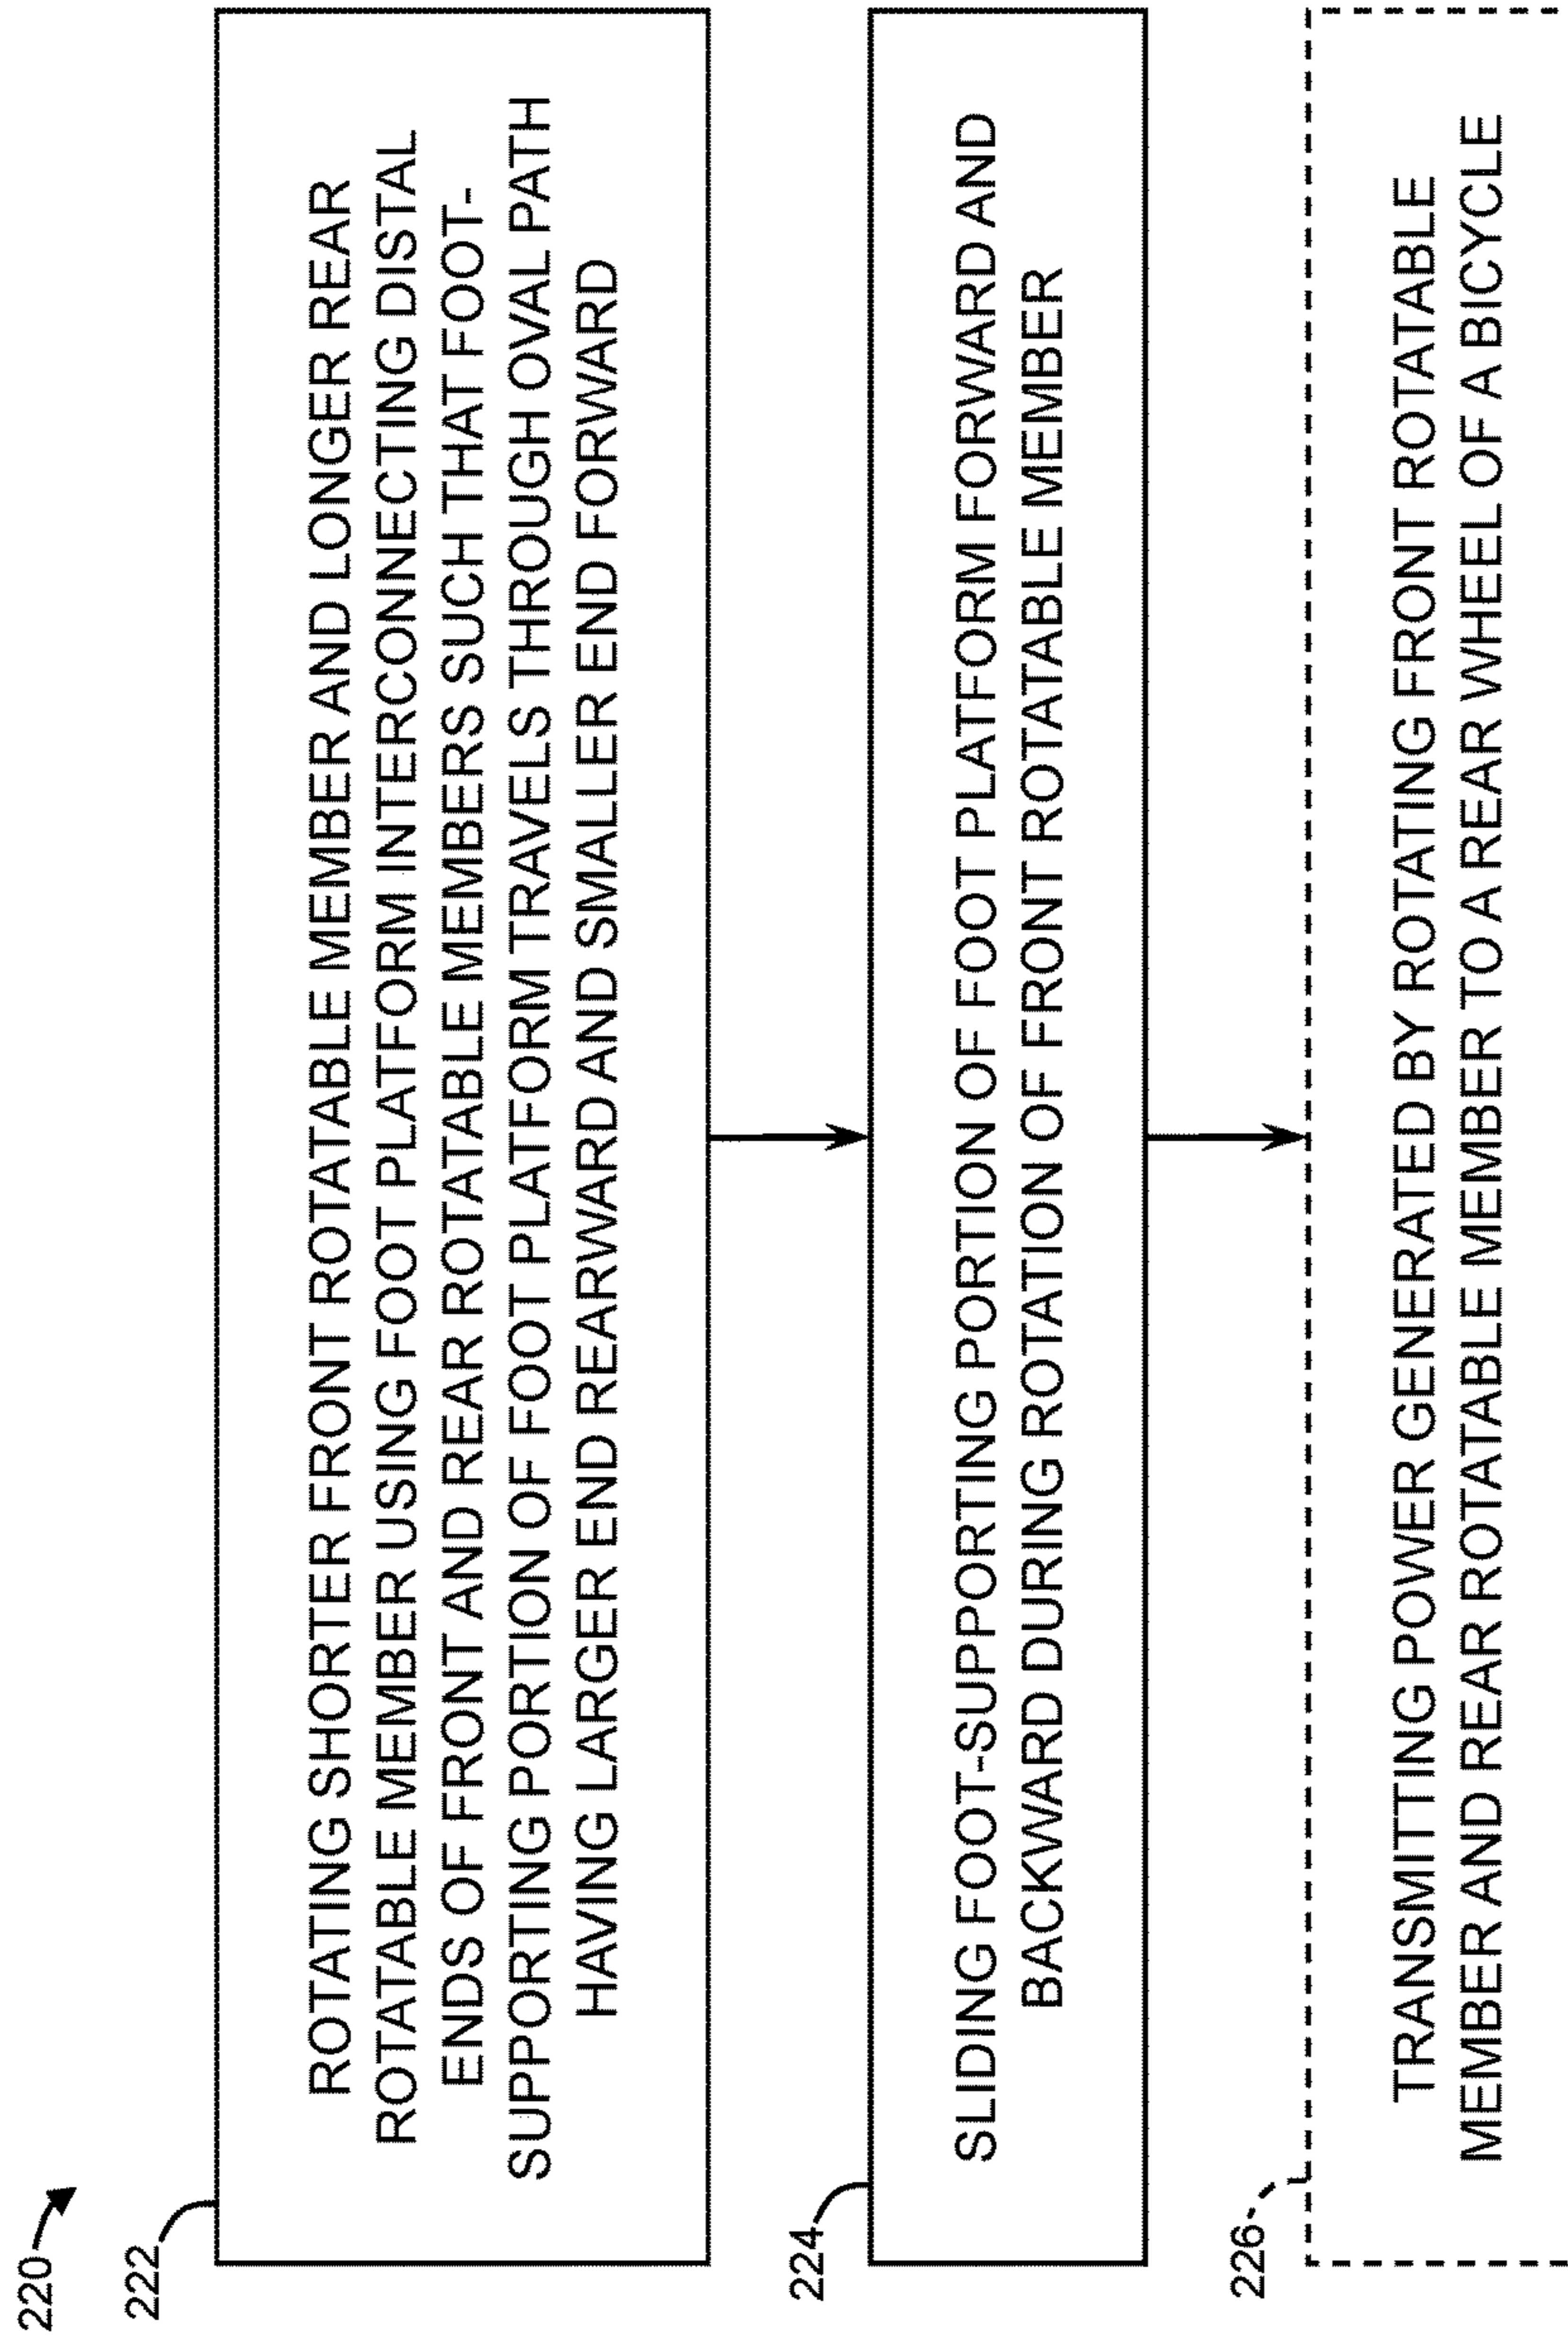 220
222
ROTATING SHORTER FRONT ROTATABLE MEMBER AND LONGER REAR
ROTATABLE MEMBER USING FOOT PLATFORM INTERCONNECTING DISTAL
ENDS OF FRONT AND REAR ROTATABLE MEMBERS SUCH THAT FOOT-
SUPPORTING PORTION OF FOOT PLATFORM TRAVELS THROUGH OVAL PATH
HAVING LARGER END REARWARD AND SMALLER END FORWARD
224
SLIDING FOOT-SUPPORTING PORTION OF FOOT PLATFORM FORWARD AND
BACKWARD DURING ROTATION OF FRONT ROTATABLE MEMBER
226
TRANSMITTING POWER GENERATED BY ROTATING FRONT ROTATABLE
MEMBER AND REAR ROTATABLE MEMBER TO A REAR WHEEL OF A BICYCLE